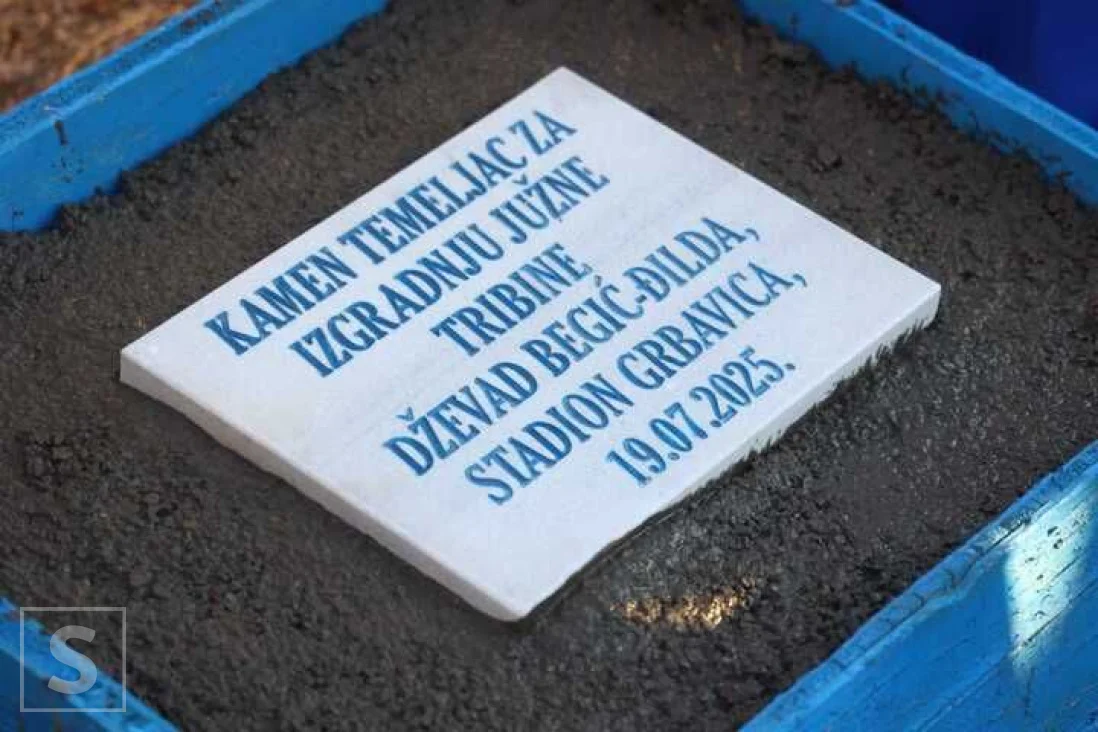 KAMEN TEMELJAC ZA
IZGRADNJU JUŽNE
TRIBINE
DŽEVAD BEGIĆ-ĐILDA,
STADION GRBAVICA,
19.07.2025.
S